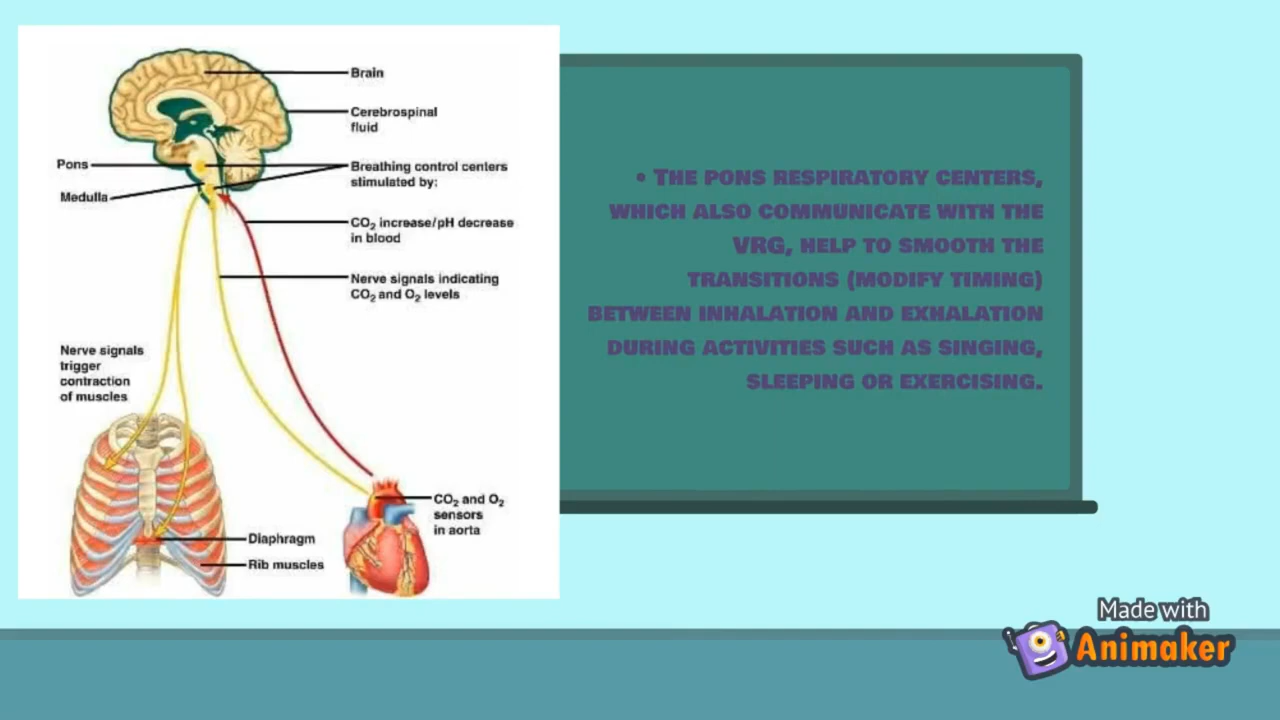 Brain
Cerebrospinal
fluid
Pons
Breathing control centers
stimulated by:
Medulla
CO₂ increase/pH decrease
in blood
Nerve signals indicating
CO₂ and O₂ levels
Nerve signals
trigger
contraction
of muscles
CO₂ and O₂
sensors
in aorta
Diaphragm
Rib muscles
• The pons respiratory centers,
which also communicate with the
VRG, help to smooth the
transitions (modify timing)
between inhalation and exhalation
during activities such as singing,
sleeping or exercising.
Made with
Animaker